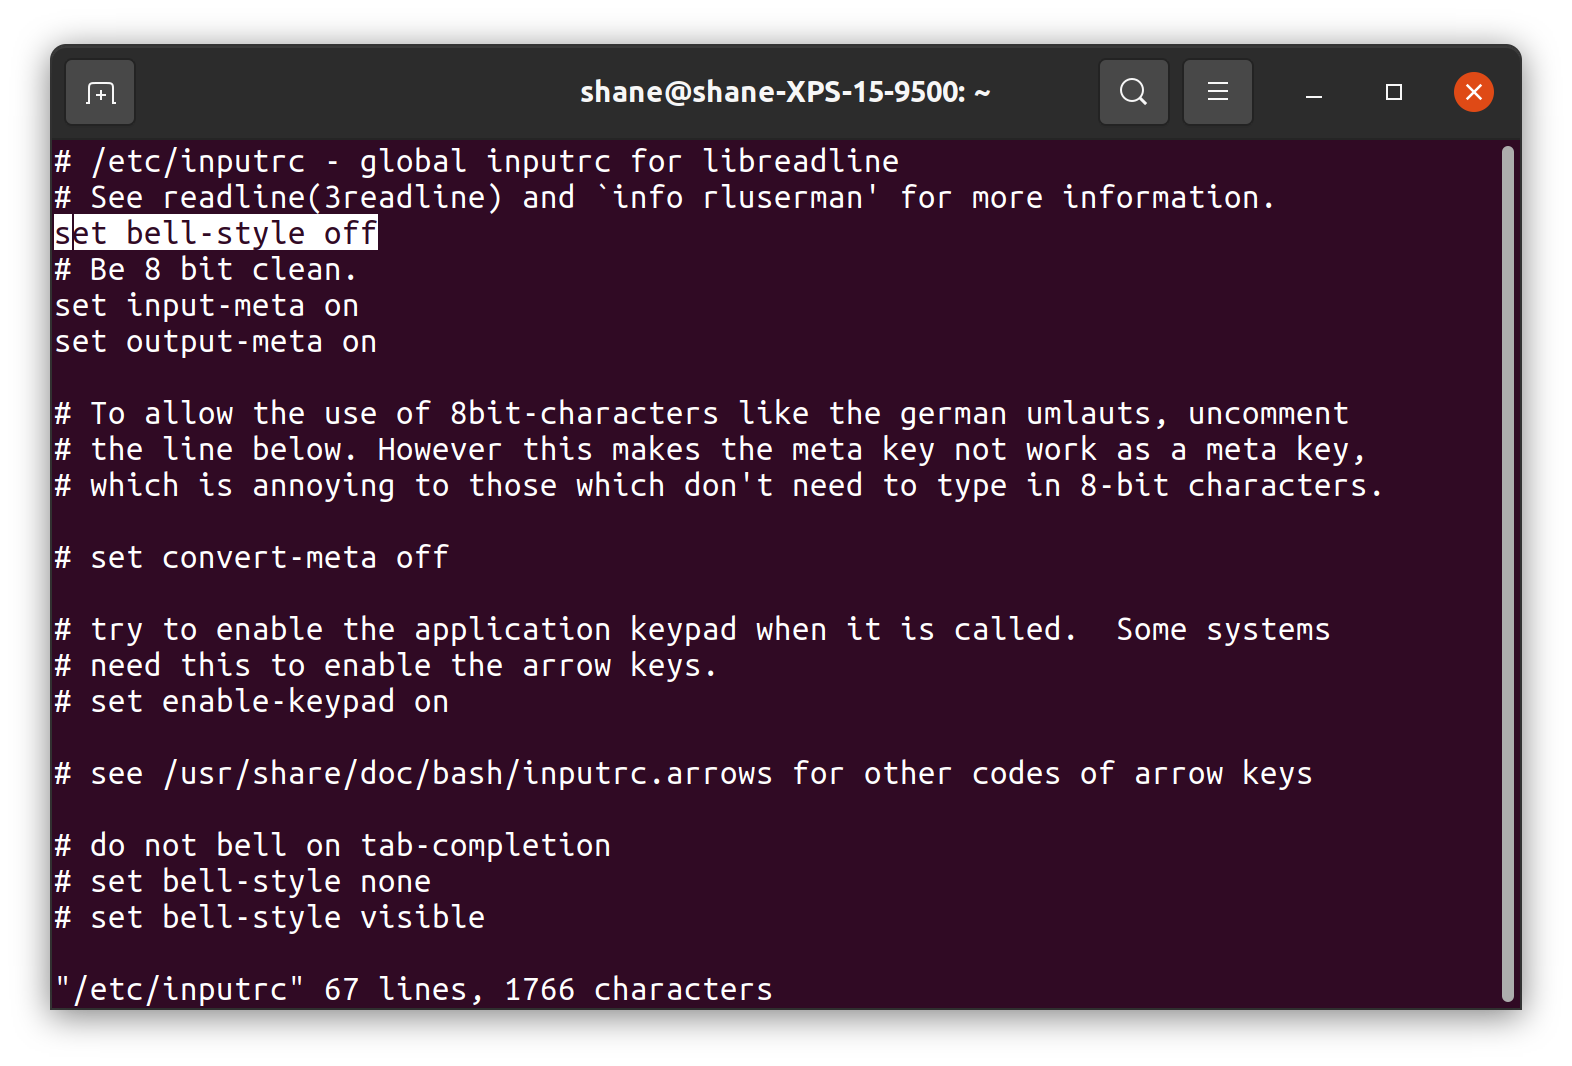 shane@shane-XPS-15-9500: ~
# /etc/inputrc - global inputrc for libreadline
# See readline(3readline) and `info rluserman' for more information.
set bell-style off
# Be 8 bit clean.
set input-meta on
set output-meta on
# To allow the use of 8bit-characters like the german umlauts, uncomment
# the line below. However this makes the meta key not work as a meta key,
# which is annoying to those which don't need to type in 8-bit characters.
# set convert-meta off
# try to enable the application keypad when it is called.  Some systems
# need this to enable the arrow keys.
# set enable-keypad on
# see /usr/share/doc/bash/inputrc.arrows for other codes of arrow keys
# do not bell on tab-completion
# set bell-style none
# set bell-style visible
"/etc/inputrc" 67 lines, 1766 characters